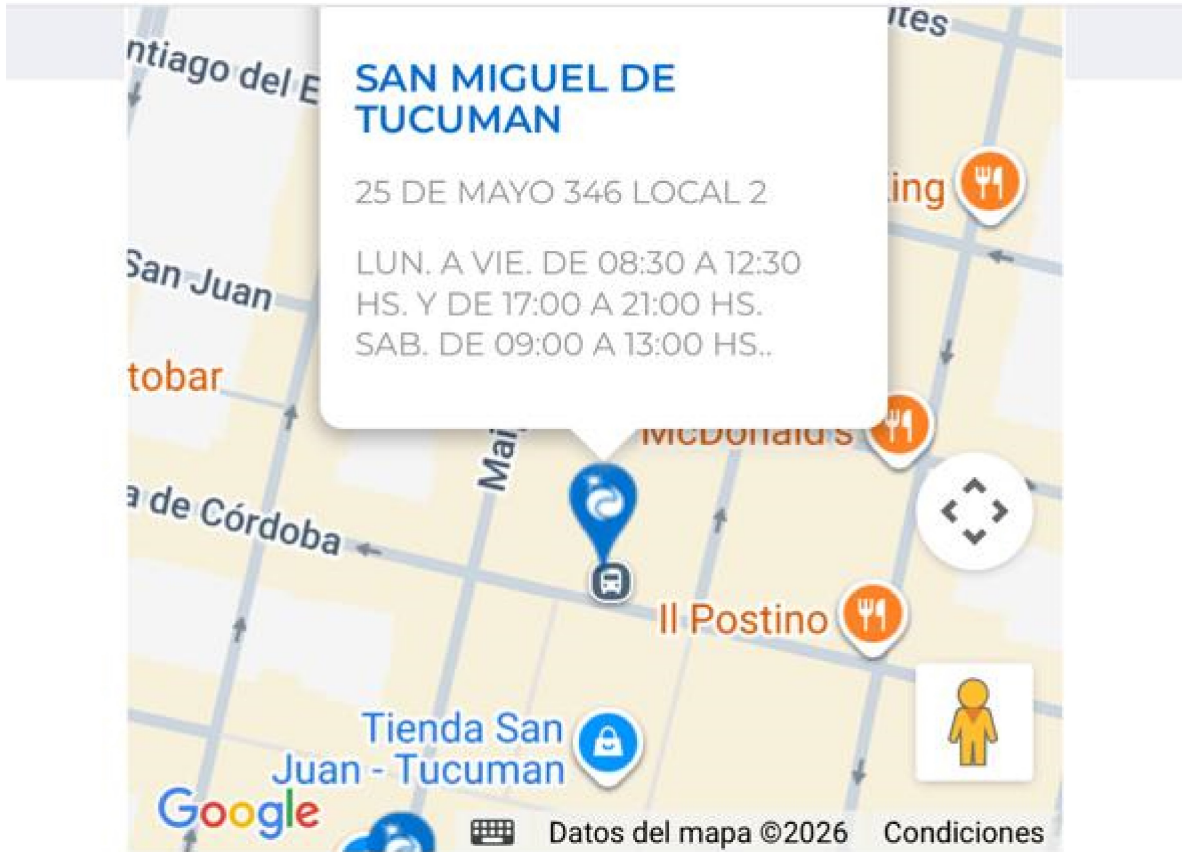 ites
ntiago del E
SAN MIGUEL DE
TUCUMAN
25 DE MAYO 346 LOCAL 2
ing
LUN. A VIE. DE 08:30 A 12:30
HS. Y DE 17:00 A 21:00 HS.
SAB. DE 09:00 A 13:00 HS..
San Juan
tobar
McDonald's
Mai
a de Córdoba
Il Postino
Tienda San
Juan - Tucuman
Google
Datos del mapa ©2026
Condiciones